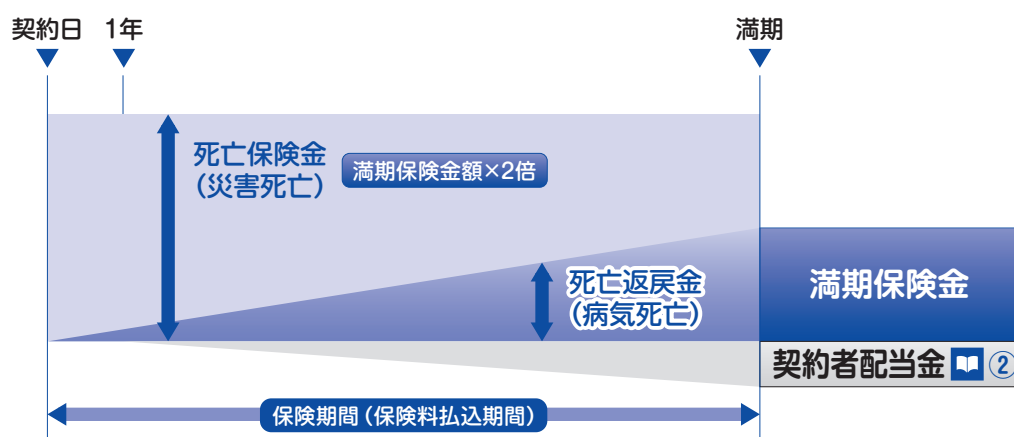 契約日 1年 満期
死亡保険金
（災害死亡）
満期保険金額×2倍
死亡返戻金
（病気死亡）
満期保険金
契約者配当金 ②
保険期間（保険料払込期間）